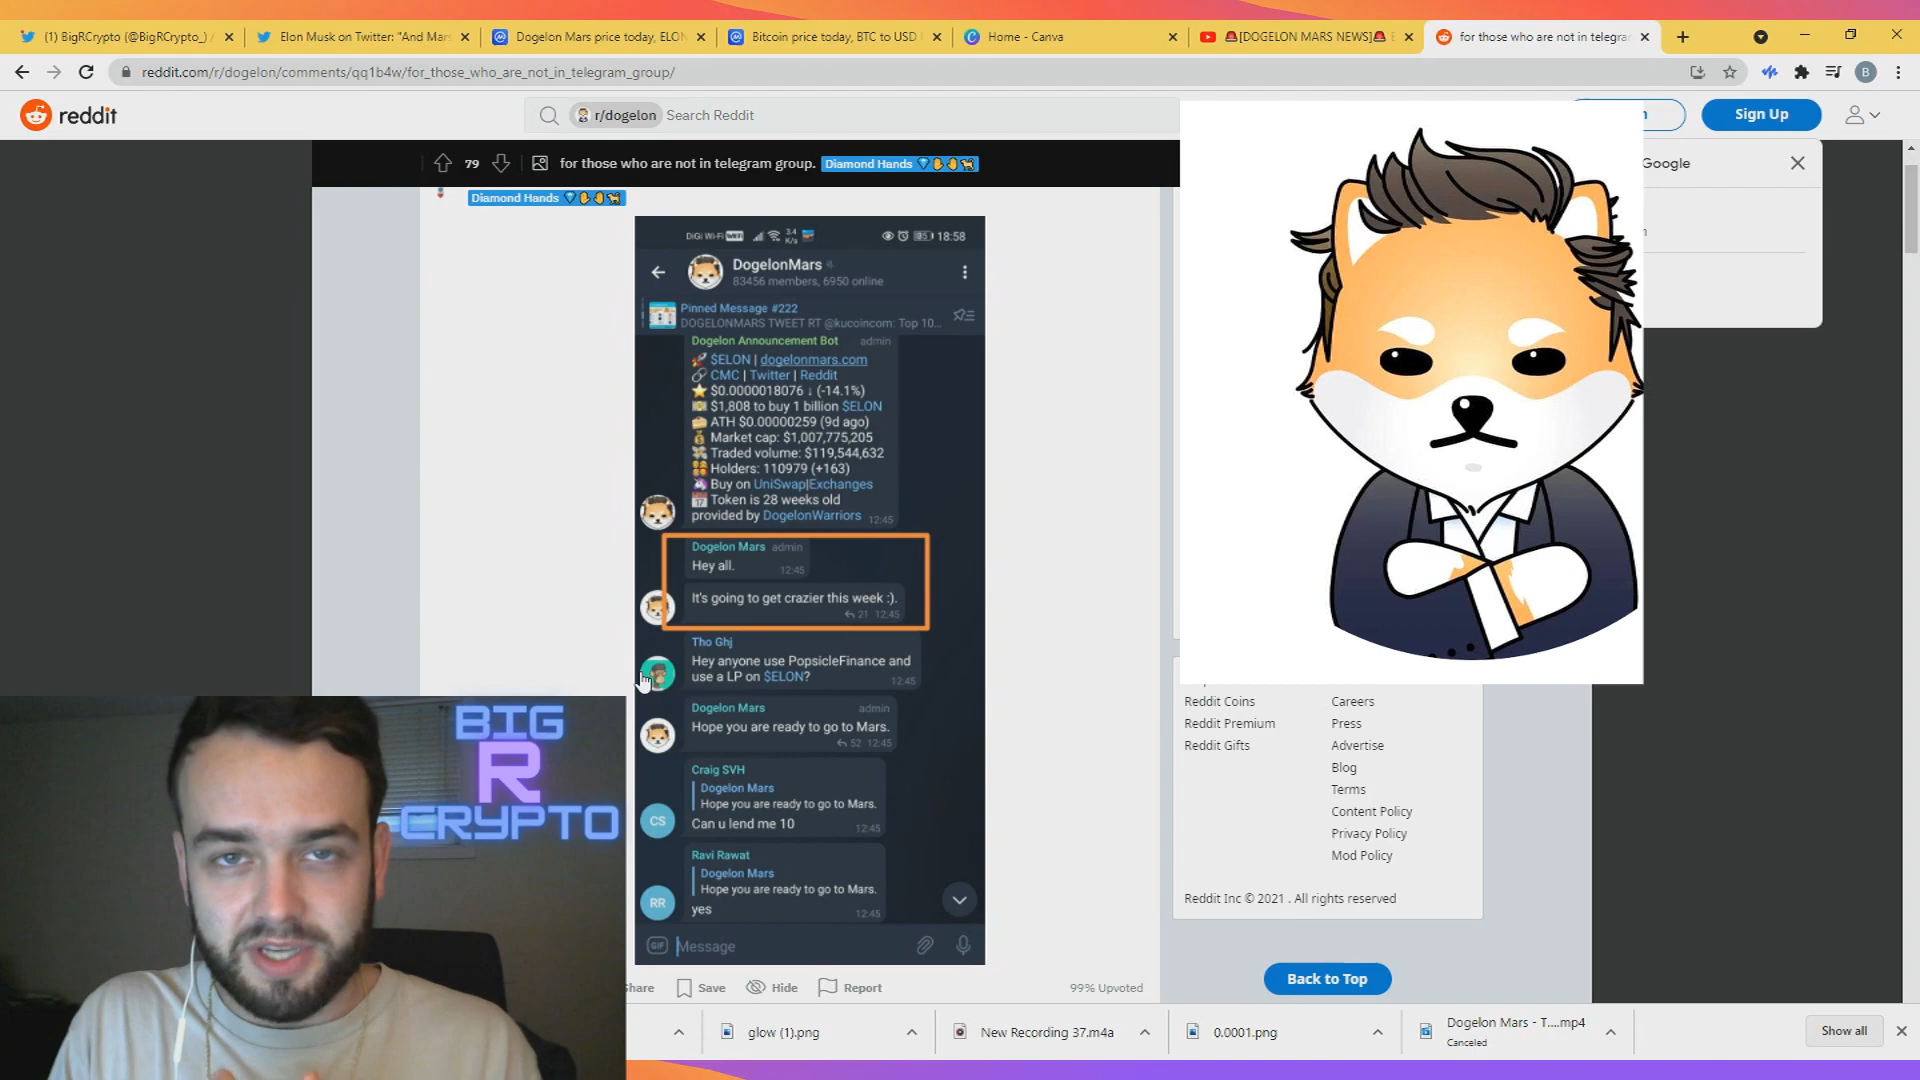 (1) BigRCrypto (@BigRCrypto_) /
Elon Musk on Twitter: "And Mars
Dogelon Mars price today, ELON
Bitcoin price today, BTC to USD
Home - Canva
[DOGELON MARS NEWS]
for those who are not in telegram
reddit.com/r/dogelon/comments/qq1b4w/for_those_who_are_not_in_telegram_group/
B
reddit
r/dogelon Search Reddit
Sign Up
79 for those who are not in telegram group. Diamond Hands
Google
Diamond Hands
DiGi Wi-Fi 3.4 K/s 18:58
DogelonMars
83456 members, 6950 online
Pinned Message #222
DOGELONMARS TWEET RT @kucoincom: Top 10...
Dogelon Announcement Bot admin
$ELON | dogelonmars.com
CMC | Twitter | Reddit
$0.0000018076 ↓ (-14.1%)
$1,808 to buy 1 billion $ELON
ATH $0.00000259 (9d ago)
Market cap: $1,007,775,205
Traded volume: $119,544,632
Holders: 110979 (+163)
Buy on UniSwap|Exchanges
Token is 28 weeks old
provided by DogelonWarriors 12:45
Dogelon Mars admin
Hey all. 12:45
It's going to get crazier this week :).
21 12:45
Tho Ghj
Hey anyone use PopsicleFinance and
use a LP on $ELON? 12:45
Dogelon Mars admin
Hope you are ready to go to Mars.
52 12:45
Craig SVH
Dogelon Mars
Hope you are ready to go to Mars.
CS
Can u lend me 10 12:45
Ravi Rawat
Dogelon Mars
Hope you are ready to go to Mars.
RR
yes 12:45
GIF Message
BIG
R
CRYPTO
Share Save Hide Report 99% Upvoted
Reddit Coins
Reddit Premium
Reddit Gifts
Careers
Press
Advertise
Blog
Terms
Content Policy
Privacy Policy
Mod Policy
Reddit Inc © 2021 . All rights reserved
Back to Top
glow (1).png
New Recording 37.m4a
0.0001.png
Dogelon Mars - T....mp4
Canceled
Show all